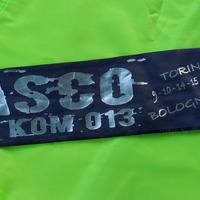 ASCO
KOM 013
TORIN
9-10-14-15
BOLOGN